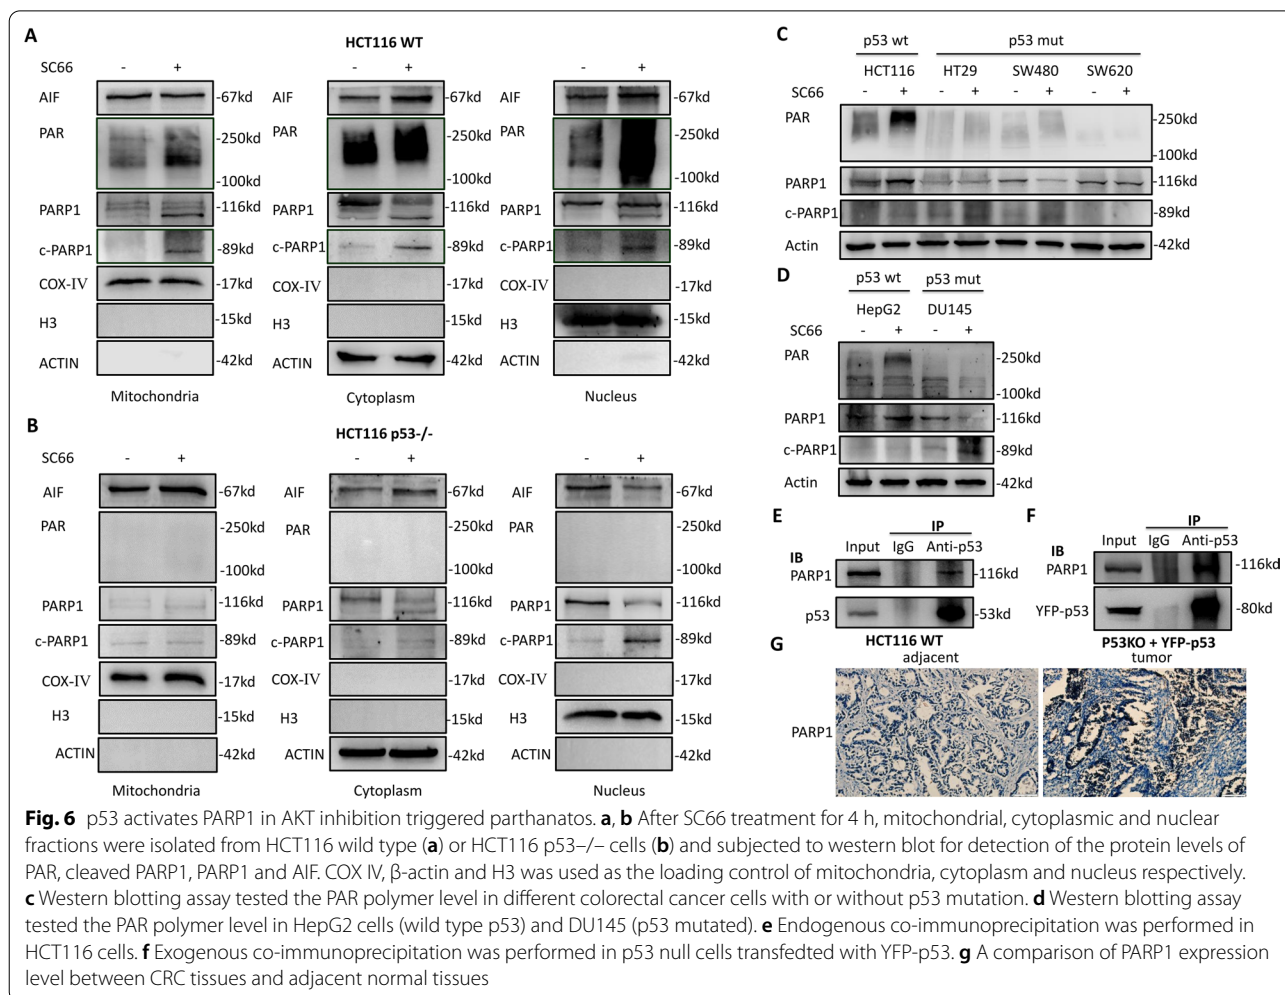 A
HCT116 WT
SC66 - +
AIF -67kd
PAR -250kd
-100kd
PARP1 -116kd
c-PARP1 -89kd
COX-IV -17kd
H3 -15kd
ACTIN -42kd
Mitochondria
- +
AIF -67kd
PAR -250kd
-100kd
PARP1 -116kd
c-PARP1 -89kd
COX-IV -17kd
H3 -15kd
ACTIN -42kd
Cytoplasm
- +
AIF -67kd
PAR -250kd
-100kd
PARP1 -116kd
c-PARP1 -89kd
COX-IV -17kd
H3 -15kd
ACTIN -42kd
Nucleus
B
HCT116 p53-/-
SC66 - +
AIF -67kd
PAR -250kd
-100kd
PARP1 -116kd
c-PARP1 -89kd
COX-IV -17kd
H3 -15kd
ACTIN -42kd
Mitochondria
- +
AIF -67kd
PAR -250kd
-100kd
PARP1 -116kd
c-PARP1 -89kd
COX-IV -17kd
H3 -15kd
ACTIN -42kd
Cytoplasm
- +
AIF -67kd
PAR -250kd
-100kd
PARP1 -116kd
c-PARP1 -89kd
COX-IV -17kd
H3 -15kd
ACTIN -42kd
Nucleus
C
p53 wt p53 mut
HCT116 HT29 SW480 SW620
SC66 - + - + - + - +
PAR -250kd
-100kd
PARP1 -116kd
c-PARP1 -89kd
Actin -42kd
D
p53 wt p53 mut
HepG2 DU145
SC66 - + - +
PAR -250kd
-100kd
PARP1 -116kd
c-PARP1 -89kd
Actin -42kd
E
IP
Input IgG Anti-p53
IB
PARP1 -116kd
p53 -53kd
HCT116 WT
F
IP
Input IgG Anti-p53
IB
PARP1 -116kd
YFP-p53 -80kd
P53KO + YFP-p53
G
adjacent tumor
PARP1
Fig. 6 p53 activates PARP1 in AKT inhibition triggered parthanatos. a, b After SC66 treatment for 4 h, mitochondrial, cytoplasmic and nuclear
fractions were isolated from HCT116 wild type (a) or HCT116 p53–/– cells (b) and subjected to western blot for detection of the protein levels of
PAR, cleaved PARP1, PARP1 and AIF. COX IV, β-actin and H3 was used as the loading control of mitochondria, cytoplasm and nucleus respectively.
c Western blotting assay tested the PAR polymer level in different colorectal cancer cells with or without p53 mutation. d Western blotting assay
tested the PAR polymer level in HepG2 cells (wild type p53) and DU145 (p53 mutated). e Endogenous co-immunoprecipitation was performed in
HCT116 cells. f Exogenous co-immunoprecipitation was performed in p53 null cells transfedted with YFP-p53. g A comparison of PARP1 expression
level between CRC tissues and adjacent normal tissues